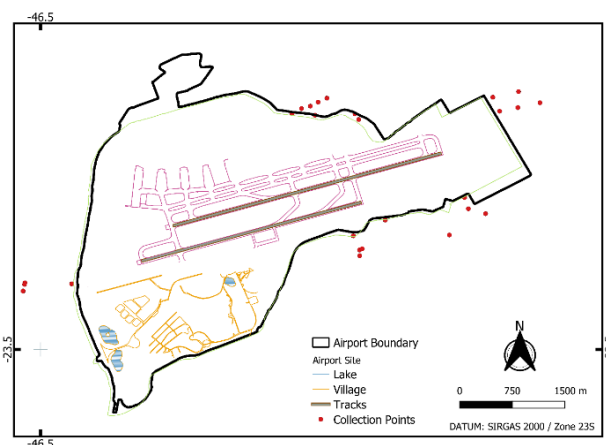 -46.5
N
Airport Boundary
Airport Site
Lake
Village
Tracks
Collection Points
-23.5
0 750 1500 m
DATUM: SIRGAS 2000 / Zone 23S
-46.5